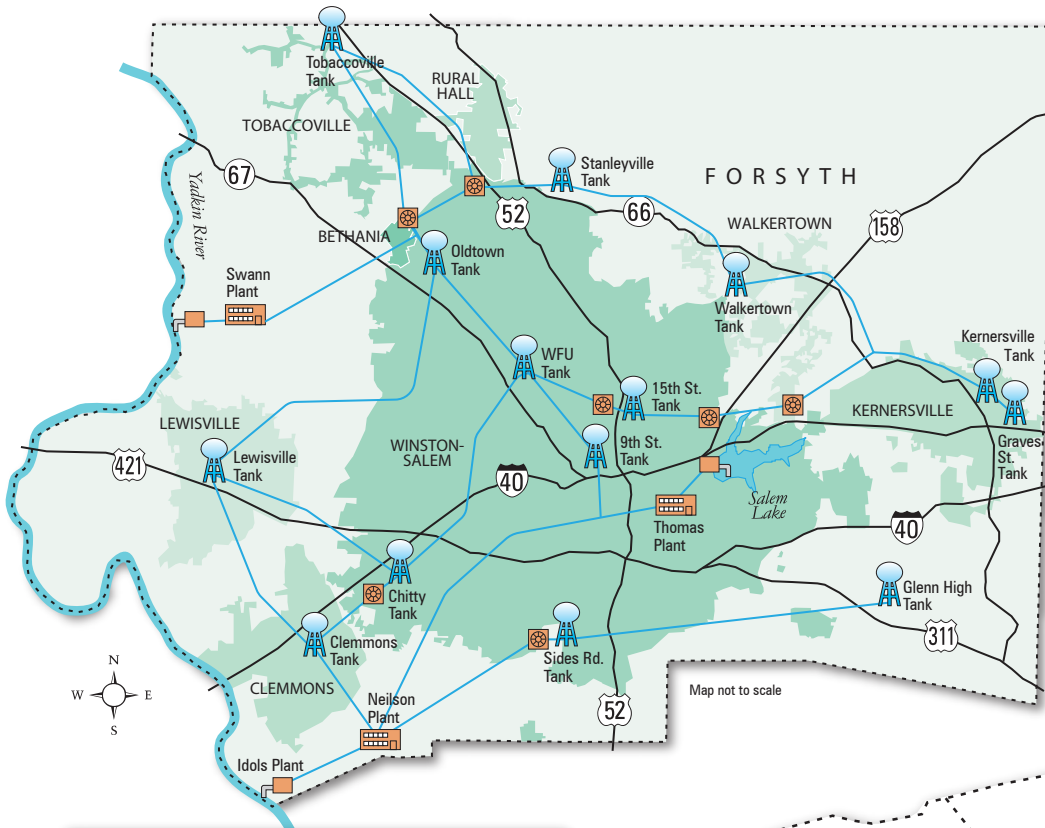 Tobaccoville
Tank
RURAL
HALL
TOBACCOVILLE
67
Yadkin River
Stanleyville
Tank
FORSYTH
52
66
WALKERTOWN
158
BETHANIA
Oldtown
Tank
Swann
Plant
Walkertown
Tank
WFU
Tank
Kernersville
Tank
15th St.
Tank
KERNERSVILLE
LEWISVILLE
Lewisville
Tank
WINSTON-
SALEM
9th St.
Tank
Graves
St.
Tank
421
40
Salem
Lake
Thomas
Plant
40
Chitty
Tank
Glenn High
Tank
Clemmons
Tank
Sides Rd.
Tank
311
N
W E
S
CLEMMONS
Map not to scale
Neilson
Plant
52
Idols Plant